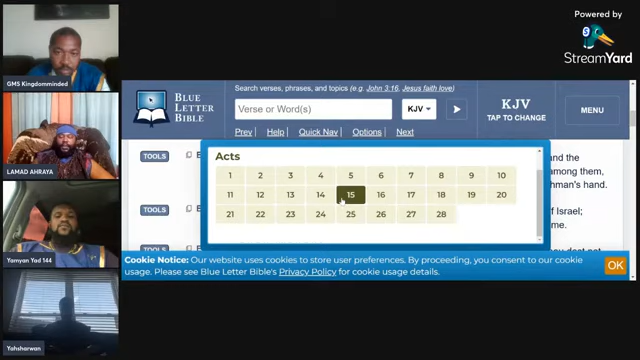 Powered by
StreamYard
GMS Kingdomminded
LAMAD AHRAYA
Yamyan Yad 144
Yahsharwan
BLUE
LETTER
BIBLE
Search verses, phrases, and topics (e.g. John 3:16, Jesus faith love)
Verse or Word(s)
KJV
KJV
TAP TO CHANGE
MENU
Prev
Help
Quick Nav
Options
Next
TOOLS
and the
among them,
hman's hand.
TOOLS
of Israel;
TOOLS
Acts
1 2 3 4 5 6 7 8 9 10
11 12 13 14 15 16 17 18 19 20
21 22 23 24 25 26 27 28
Cookie Notice: Our website uses cookies to store user preferences. By proceeding, you consent to our cookie
usage. Please see Blue Letter Bible's Privacy Policy for cookie usage details.
OK